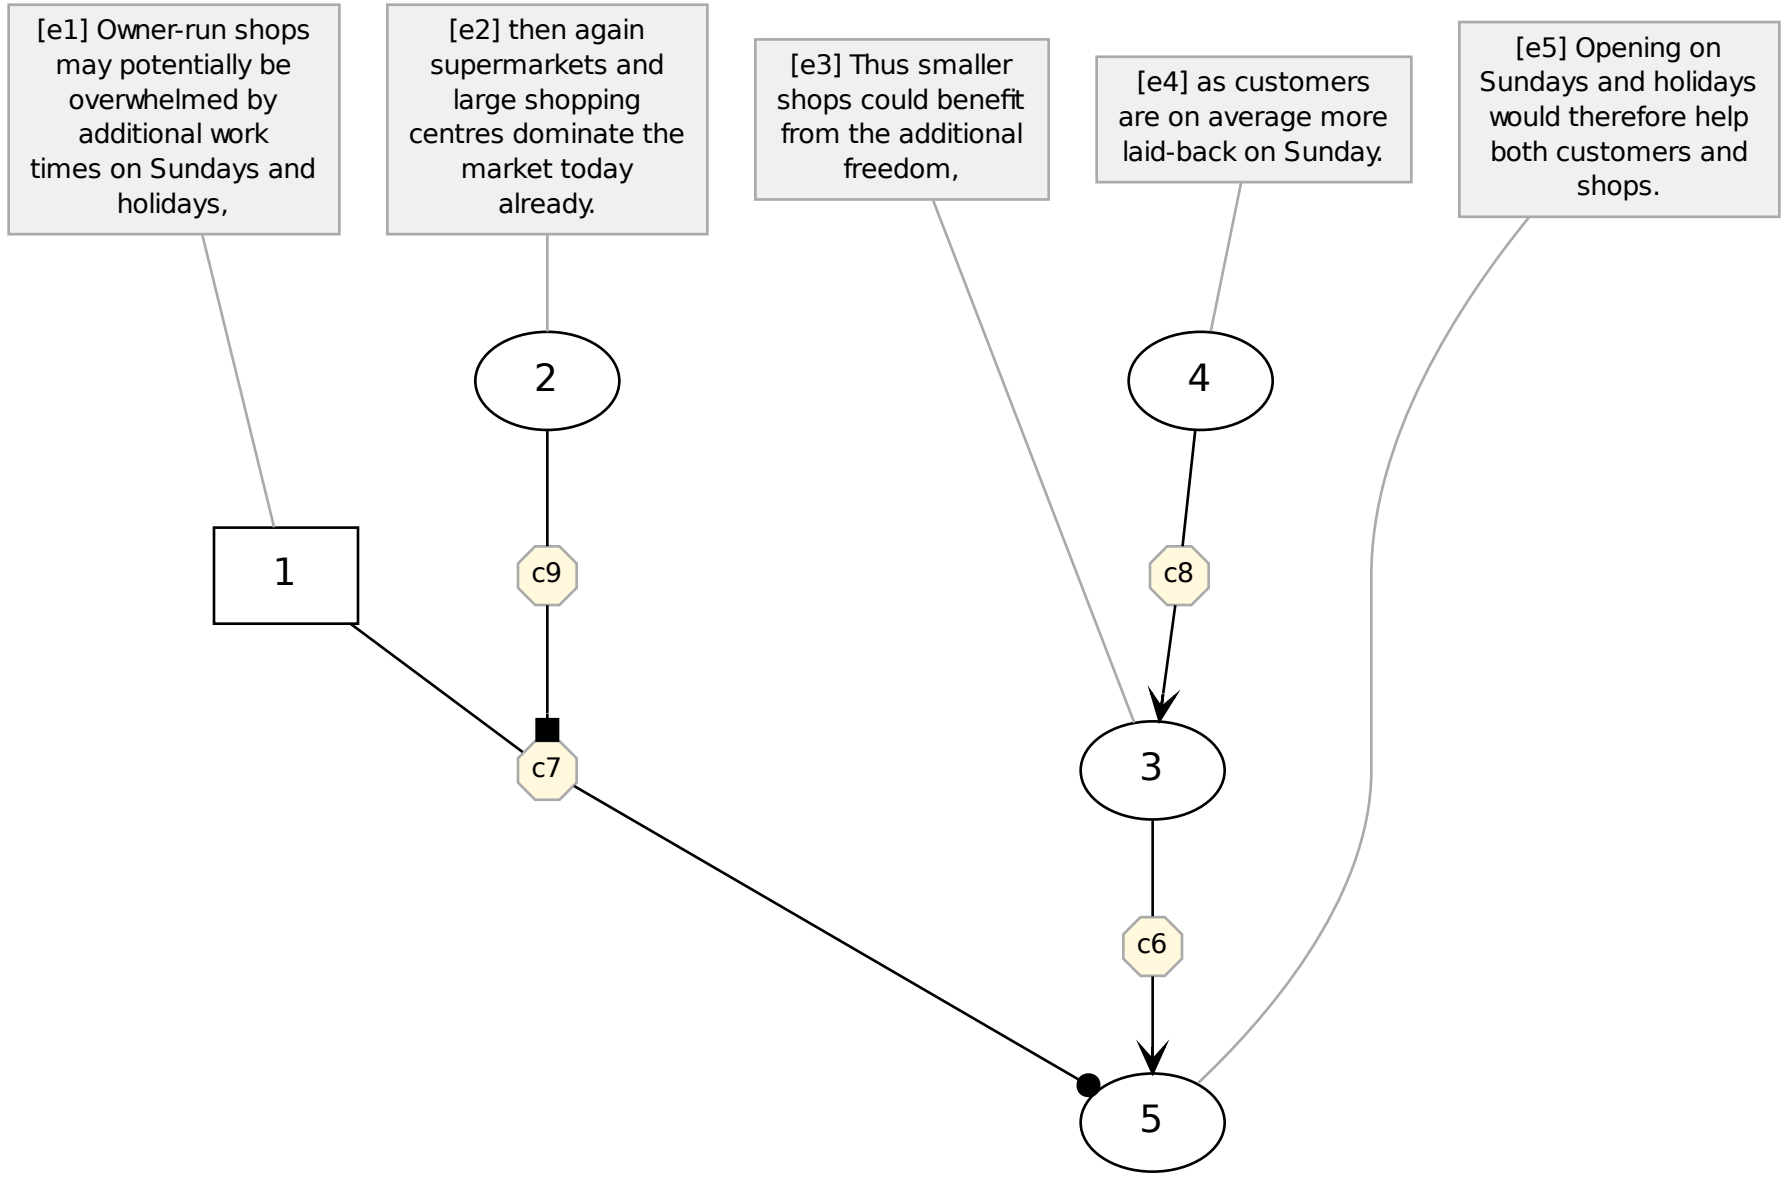 [e1] Owner-run shops
may potentially be
overwhelmed by
additional work
times on Sundays and
holidays,
[e2] then again
supermarkets and
large shopping
centres dominate the
market today
already.
[e3] Thus smaller
shops could benefit
from the additional
freedom,
[e4] as customers
are on average more
laid-back on Sunday.
[e5] Opening on
Sundays and holidays
would therefore help
both customers and
shops.
2
4
1
c9
c8
c7
3
c6
5